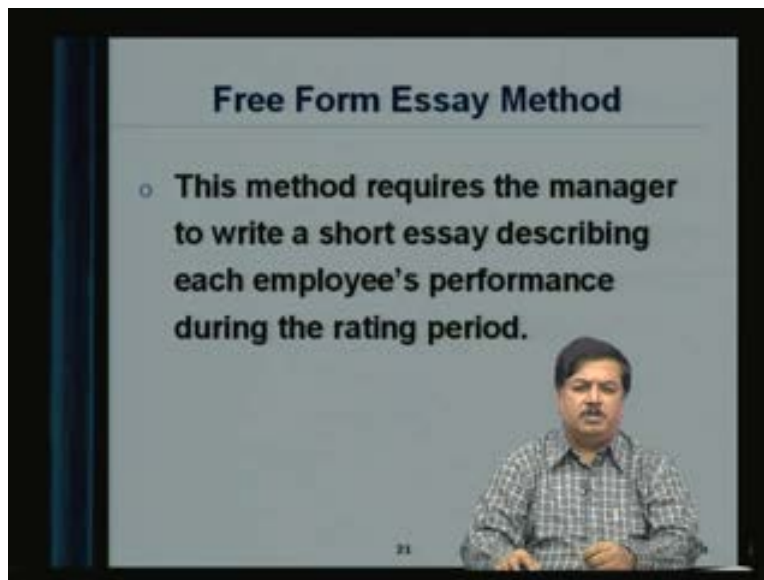 Free Form Essay Method
o This method requires the manager
to write a short essay describing
each employee's performance
during the rating period.
21